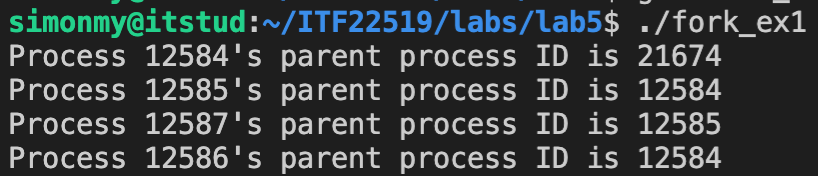 simonmy@itstud:~/ITF22519/labs/lab5$ ./fork_ex1
Process 12584's parent process ID is 21674
Process 12585's parent process ID is 12584
Process 12587's parent process ID is 12585
Process 12586's parent process ID is 12584